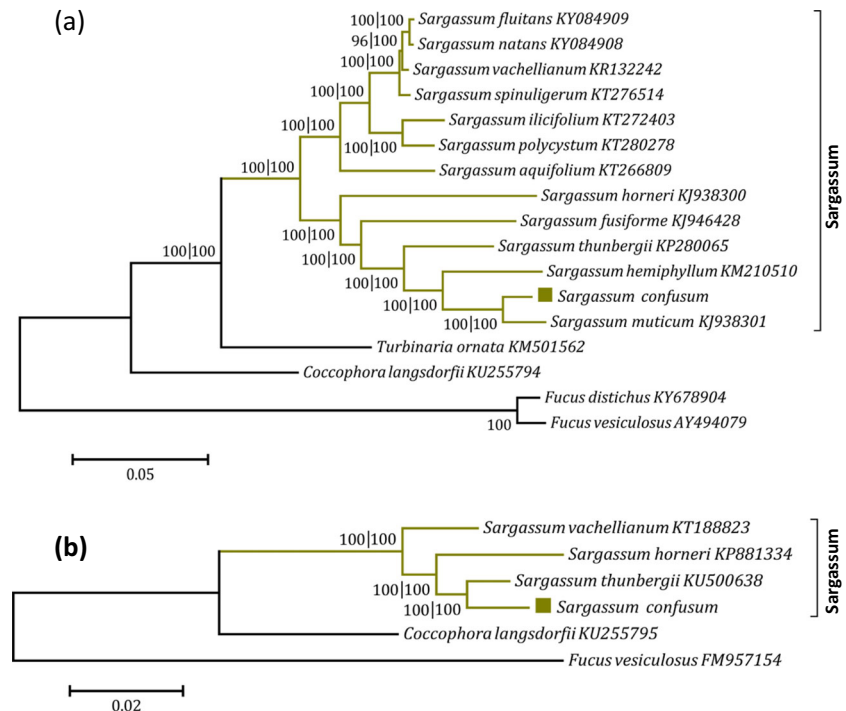 (a)
100|100
Sargassum fluitans KY084909
96|100
Sargassum natans KY084908
100|100
Sargassum vachellianum KR132242
100|100
Sargassum spinuligerum KT276514
100|100
Sargassum ilicifolium KT272403
100|100
Sargassum polycystum KT280278
100|100
Sargassum aquifolium KT266809
Sargassum horneri KJ938300
100|100
Sargassum fusiforme KJ946428
100|100
100|100
Sargassum thunbergii KP280065
100|100
Sargassum hemiphyllum KM210510
100|100
Sargassum confusum
100|100
Sargassum muticum KJ938301
Sargassum
Turbinaria ornata KM501562
Coccophora langsdorfii KU255794
Fucus distichus KY678904
100
Fucus vesiculosus AY494079
0.05
(b)
100|100
Sargassum vachellianum KT188823
Sargassum horneri KP881334
100|100
Sargassum thunbergii KU500638
100|100
Sargassum confusum
Sargassum
Coccophora langsdorfii KU255795
Fucus vesiculosus FM957154
0.02